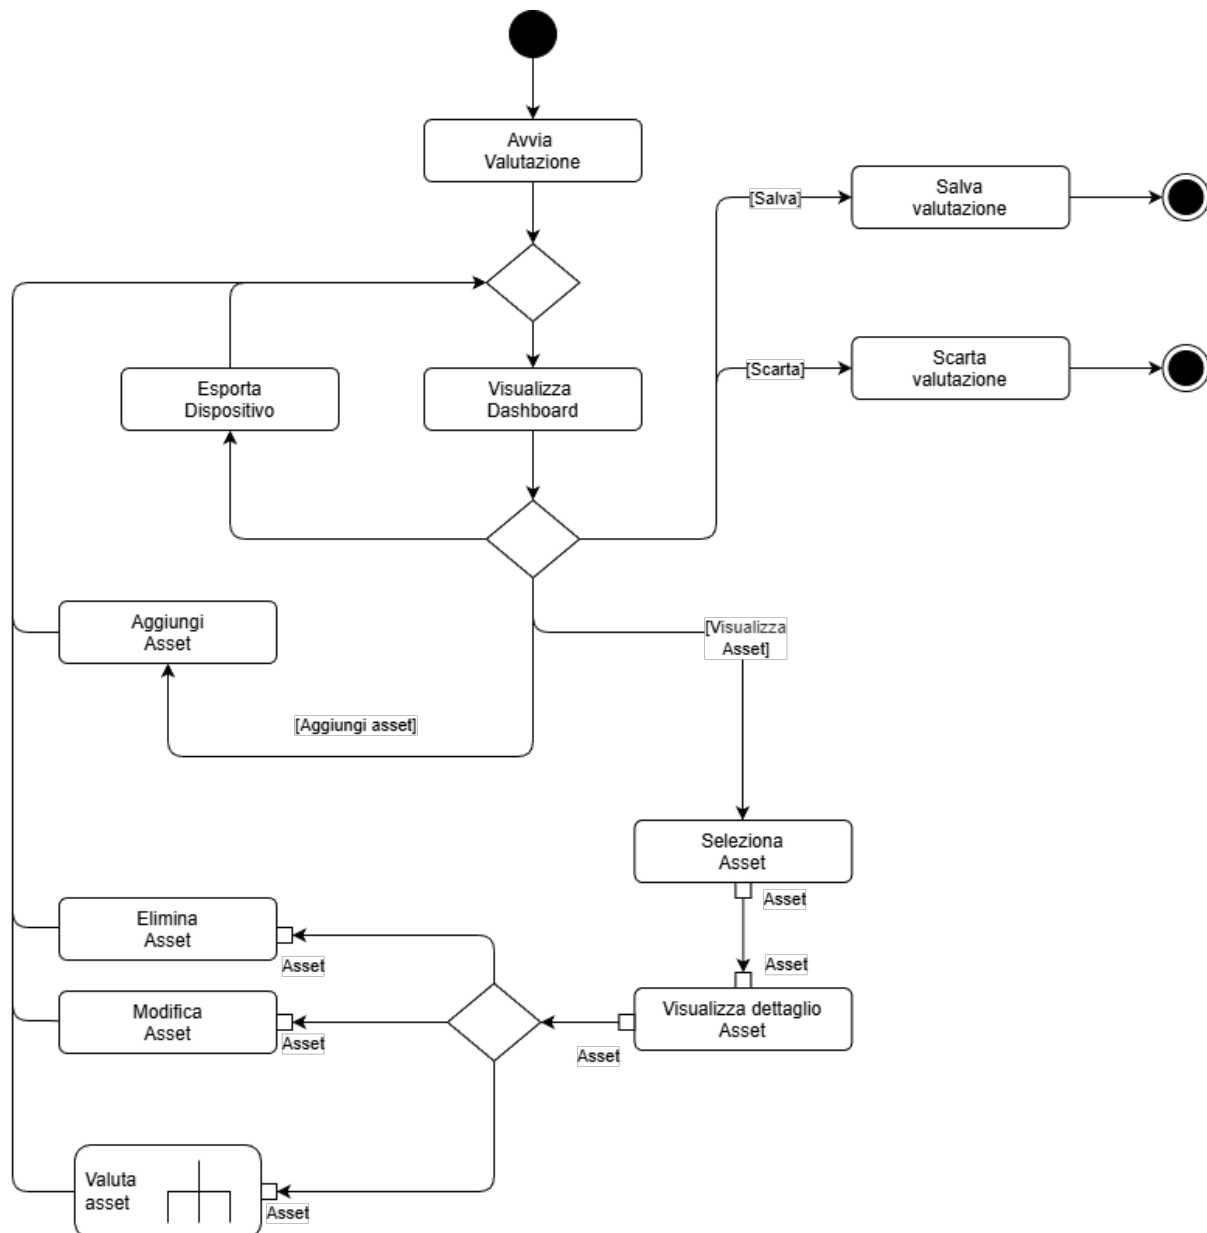 Avvia
Valutazione
[Salva]
Salva
valutazione
Esporta
Dispositivo
Visualizza
Dashboard
[Scarta]
Scarta
valutazione
Aggiungi
Asset
[Visualizza
Asset]
[Aggiungi asset]
Seleziona
Asset
Asset
Elimina
Asset
Asset
Asset
Modifica
Asset
Asset
Visualizza dettaglio
Asset
Asset
Valuta
asset
Asset